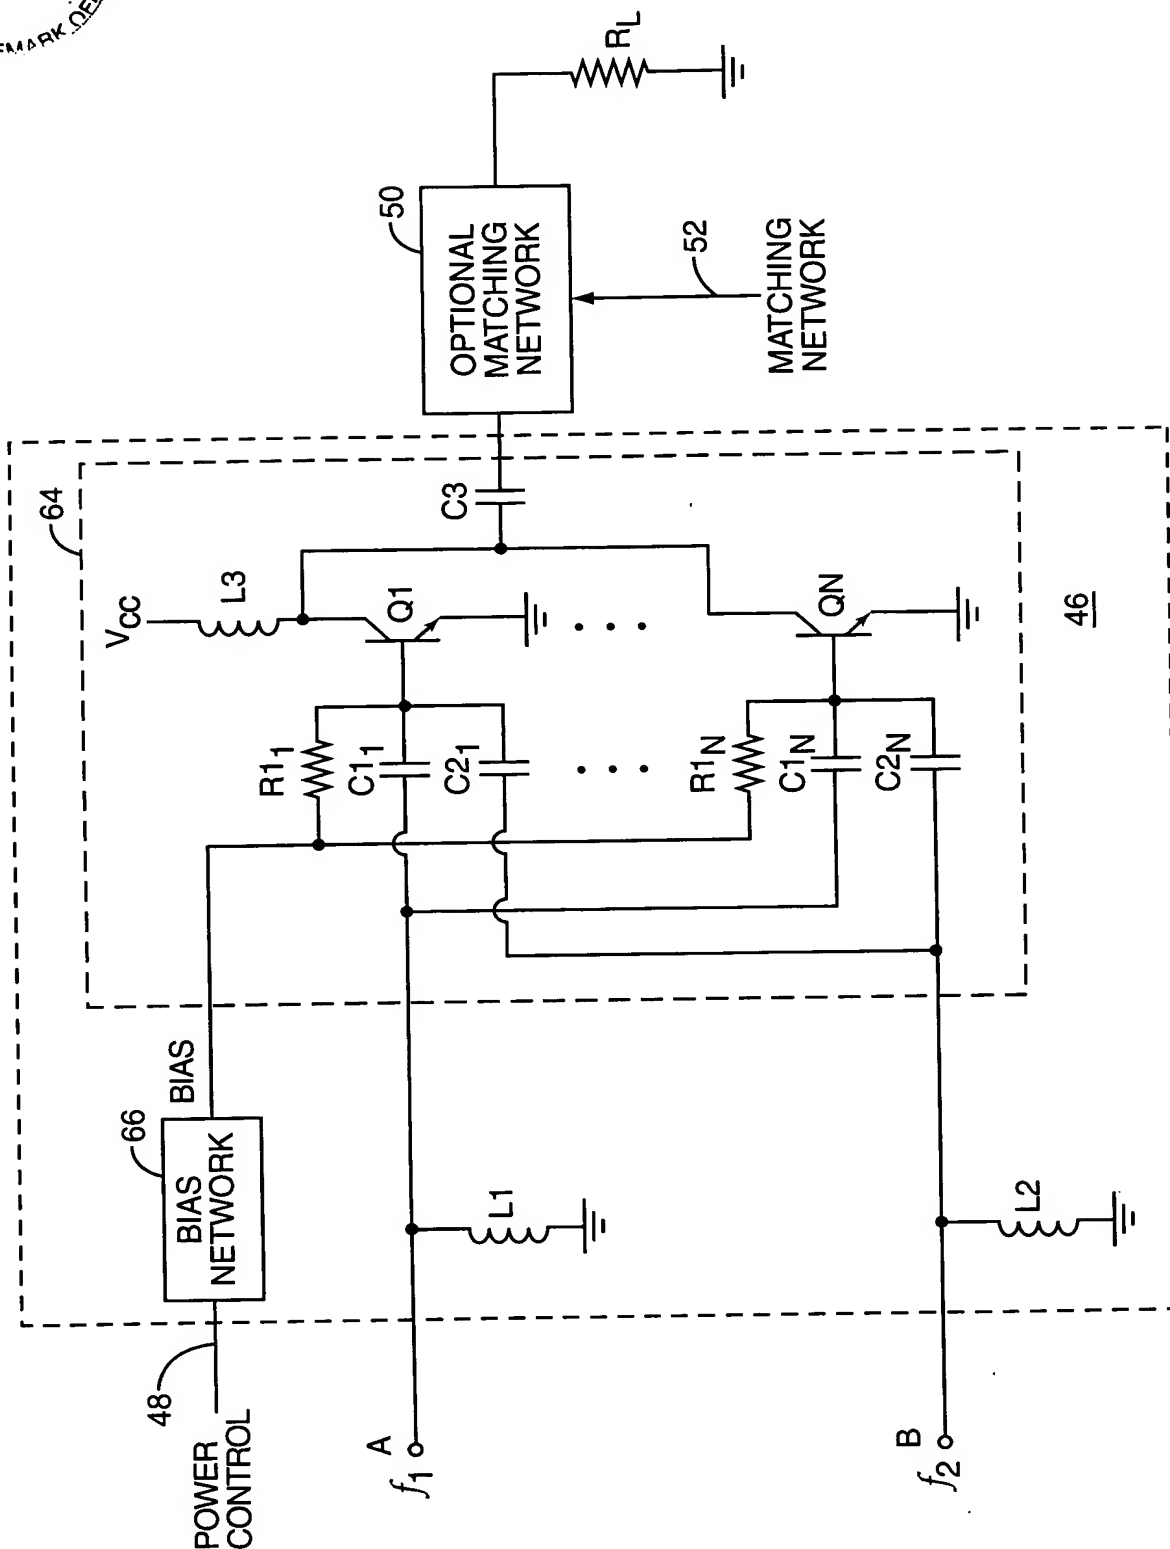 POWER
CONTROL
48
66
BIAS
NETWORK
BIAS
64
VCC
L3
Q1
R11
C11
C21
R1N
C1N
C2N
QN
C3
50
OPTIONAL
MATCHING
NETWORK
52
MATCHING
NETWORK
RL
A
f1
L1
B
f2
L2
46